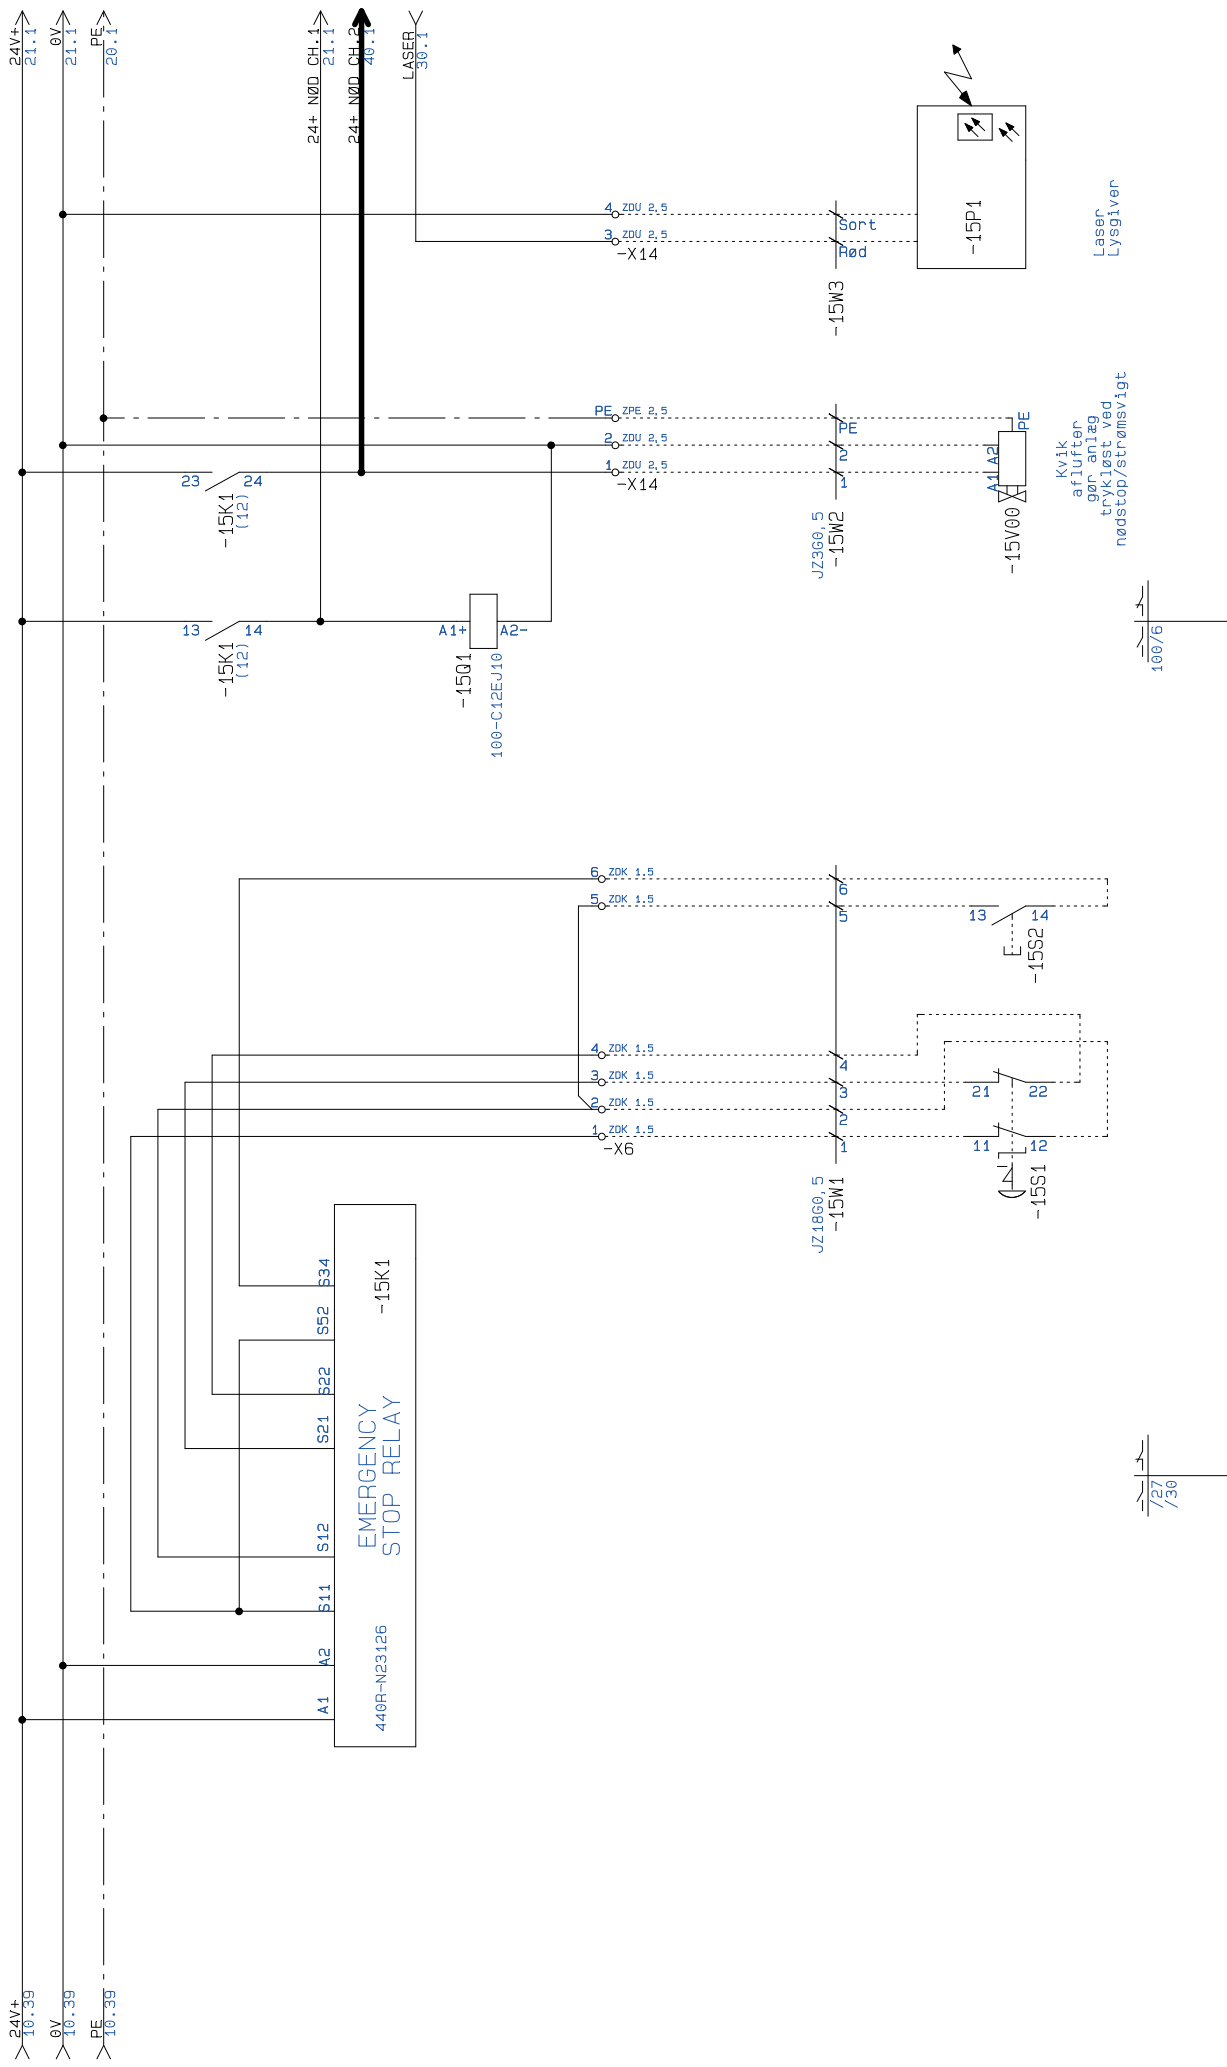 24V+
21.1
0V
21.1
PE
20.1
24+ NØD CH.1
21.1
24+ NØD CH.2
40.1
LASER
30.1
4 ZDU 2,5
3 ZDU 2,5
-X14
Sort
Rød
-15W3
-15P1
Laser
Lysgiver
PE ZPE 2,5
2 ZDU 2,5
1 ZDU 2,5
-X14
PE
2
1
JZ3G0,5
-15W2
A1
A2
PE
-15V00
Kvik
aflufter
gør anlæg
trykløst ved
nødstop/strømsvigt
23
24
-15K1
(12)
13
14
-15K1
(12)
A1+
A2-
-15Q1
100-C12EJ10
100/6
6 ZDK 1.5
5 ZDK 1.5
4 ZDK 1.5
3 ZDK 1.5
2 ZDK 1.5
1 ZDK 1.5
-X6
6
5
4
3
2
1
JZ18G0,5
-15W1
13
14
-15S2
21
22
11
12
-15S1
S34
S52
S22
S21
S12
S11
A2
A1
-15K1
EMERGENCY
STOP RELAY
440R-N23126
/27
/30
24V+
10.39
0V
10.39
PE
10.39